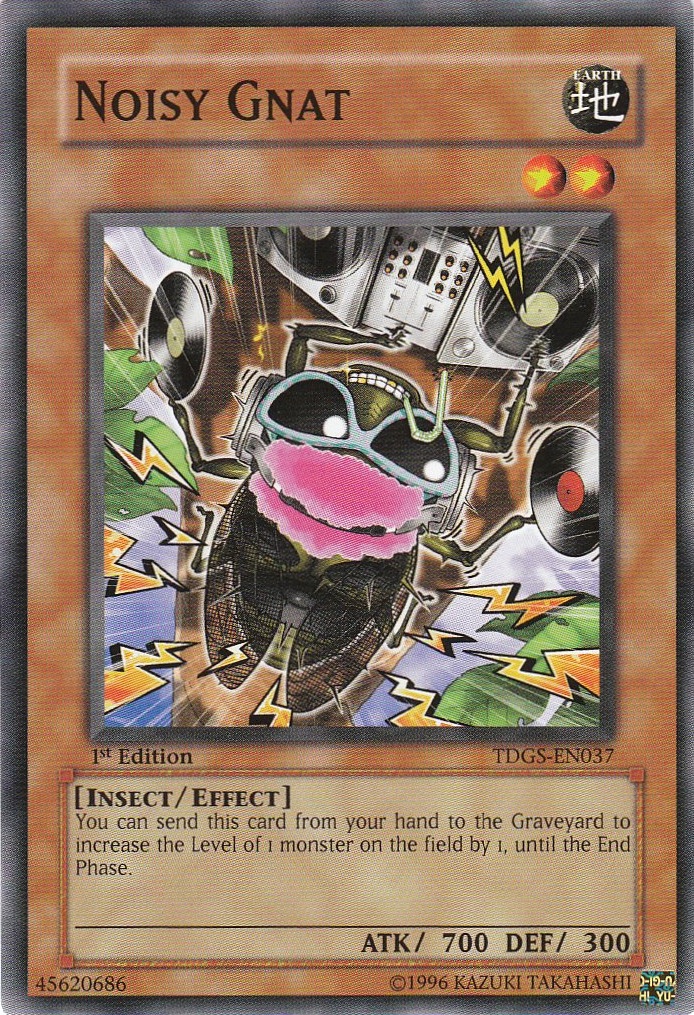 NOISY GNAT
EARTH
地
1st Edition
TDGS-EN037
[INSECT/EFFECT]
You can send this card from your hand to the Graveyard to
increase the Level of 1 monster on the field by 1, until the End
Phase.
ATK/ 700 DEF/ 300
45620686
©1996 KAZUKI TAKAHASHI